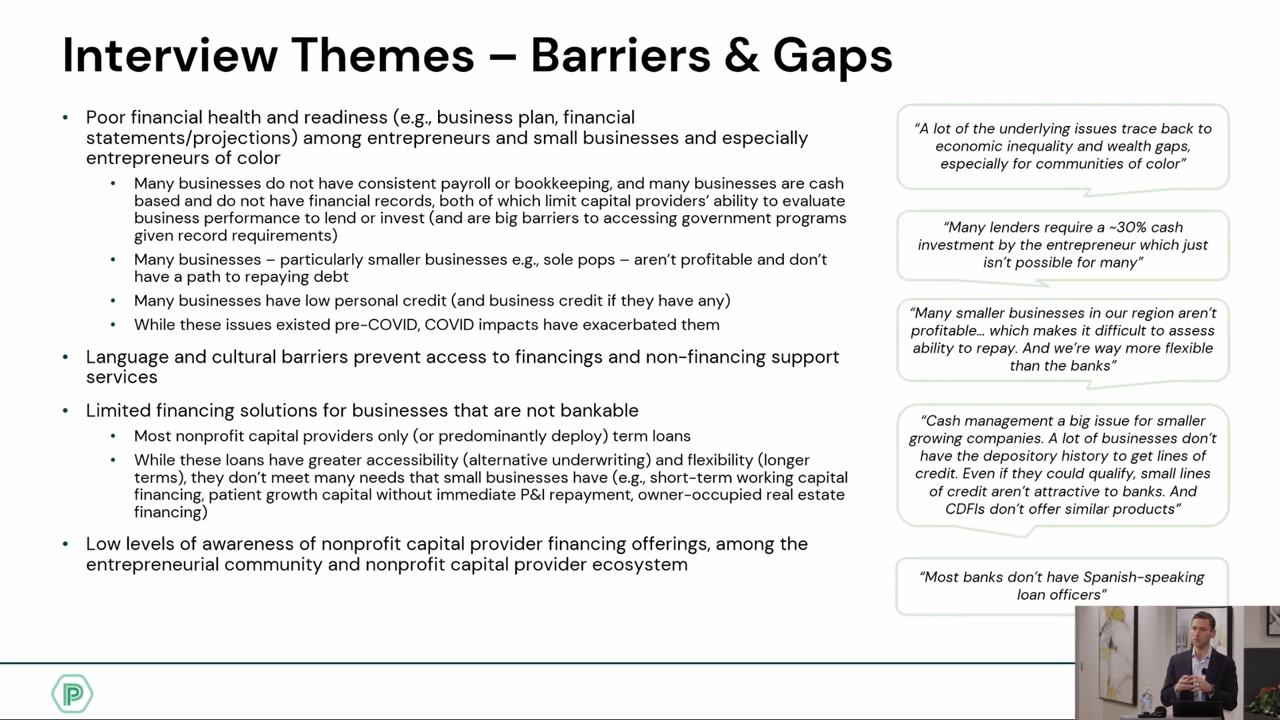 Interview Themes – Barriers & Gaps
• Poor financial health and readiness (e.g., business plan, financial
statements/projections) among entrepreneurs and small businesses and especially
entrepreneurs of color
• Many businesses do not have consistent payroll or bookkeeping, and many businesses are cash
based and do not have financial records, both of which limit capital providers’ ability to evaluate
business performance to lend or invest (and are big barriers to accessing government programs
given record requirements)
• Many businesses – particularly smaller businesses e.g., sole pops – aren’t profitable and don’t
have a path to repaying debt
• Many businesses have low personal credit (and business credit if they have any)
• While these issues existed pre-COVID, COVID impacts have exacerbated them
• Language and cultural barriers prevent access to financings and non-financing support
services
• Limited financing solutions for businesses that are not bankable
• Most nonprofit capital providers only (or predominantly deploy) term loans
• While these loans have greater accessibility (alternative underwriting) and flexibility (longer
terms), they don’t meet many needs that small businesses have (e.g., short-term working capital
financing, patient growth capital without immediate P&I repayment, owner-occupied real estate
financing)
• Low levels of awareness of nonprofit capital provider financing offerings, among the
entrepreneurial community and nonprofit capital provider ecosystem
“A lot of the underlying issues trace back to
economic inequality and wealth gaps,
especially for communities of color”
“Many lenders require a ~30% cash
investment by the entrepreneur which just
isn’t possible for many”
“Many smaller businesses in our region aren’t
profitable… which makes it difficult to assess
ability to repay. And we’re way more flexible
than the banks”
“Cash management a big issue for smaller
growing companies. A lot of businesses don’t
have the depository history to get lines of
credit. Even if they could qualify, small lines
of credit aren’t attractive to banks. And
CDFIs don’t offer similar products”
“Most banks don’t have Spanish-speaking
loan officers”
P